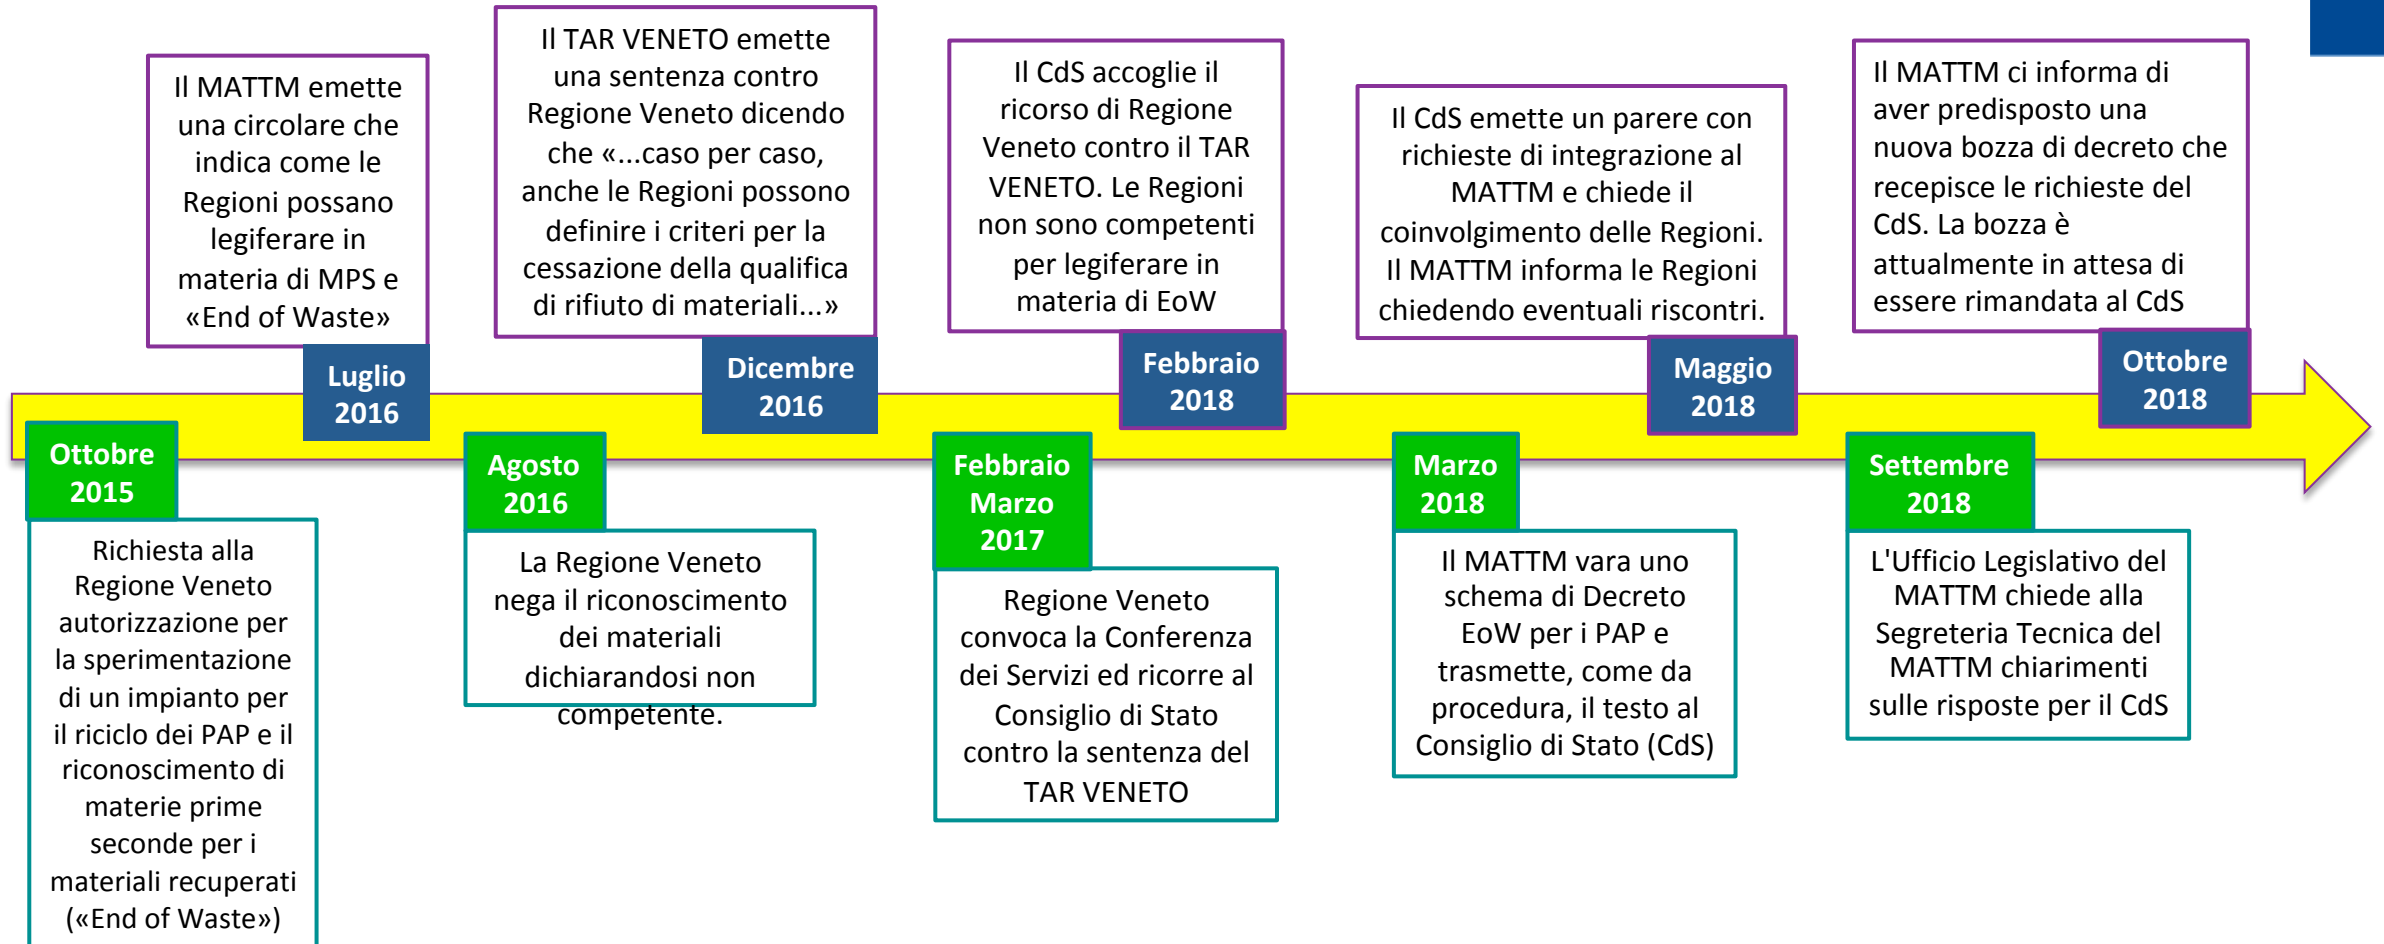 Il MATTM emette
una circolare che
indica come le
Regioni possano
legiferare in
materia di MPS e
«End of Waste»
Luglio
2016
Il TAR VENETO emette
una sentenza contro
Regione Veneto dicendo
che «...caso per caso,
anche le Regioni possono
definire i criteri per la
cessazione della qualifica
di rifiuto di materiali...»
Dicembre
2016
Il CdS accoglie il
ricorso di Regione
Veneto contro il TAR
VENETO. Le Regioni
non sono competenti
per legiferare in
materia di EoW
Febbraio
2018
Il CdS emette un parere con
richieste di integrazione al
MATTM e chiede il
coinvolgimento delle Regioni.
Il MATTM informa le Regioni
chiedendo eventuali riscontri.
Maggio
2018
Il MATTM ci informa di
aver predisposto una
nuova bozza di decreto che
recepisce le richieste del
CdS. La bozza è
attualmente in attesa di
essere rimandata al CdS
Ottobre
2018
Ottobre
2015
Richiesta alla
Regione Veneto
autorizzazione per
la sperimentazione
di un impianto per
il riciclo dei PAP e il
riconoscimento di
materie prime
seconde per i
materiali recuperati
(«End of Waste»)
Agosto
2016
La Regione Veneto
nega il riconoscimento
dei materiali
dichiarandosi non
competente.
Febbraio
Marzo
2017
Regione Veneto
convoca la Conferenza
dei Servizi ed ricorre al
Consiglio di Stato
contro la sentenza del
TAR VENETO
Marzo
2018
Il MATTM vara uno
schema di Decreto
EoW per i PAP e
trasmette, come da
procedura, il testo al
Consiglio di Stato (CdS)
Settembre
2018
L'Ufficio Legislativo del
MATTM chiede alla
Segreteria Tecnica del
MATTM chiarimenti
sulle risposte per il CdS